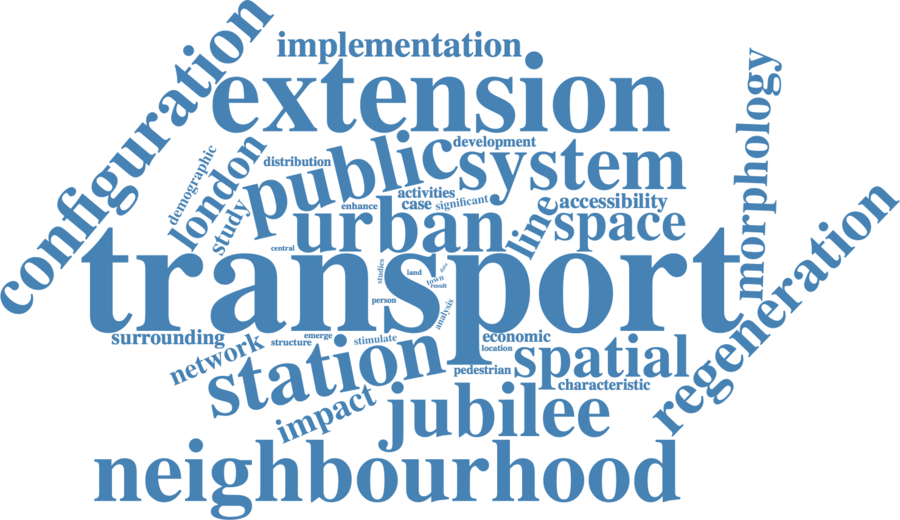 configuration
implementation
extension
morphology
demographic
london
distribution
public
development
system
study
enhance
activities
case
significant
accessibility
urban
line
space
regeneration
central
transport
studies
land
town
data
result
person
analysis
surrounding
structure
emerge
stimulate
economic
location
network
station
pedestrian
spatial
characteristic
impact
jubilee
neighbourhood